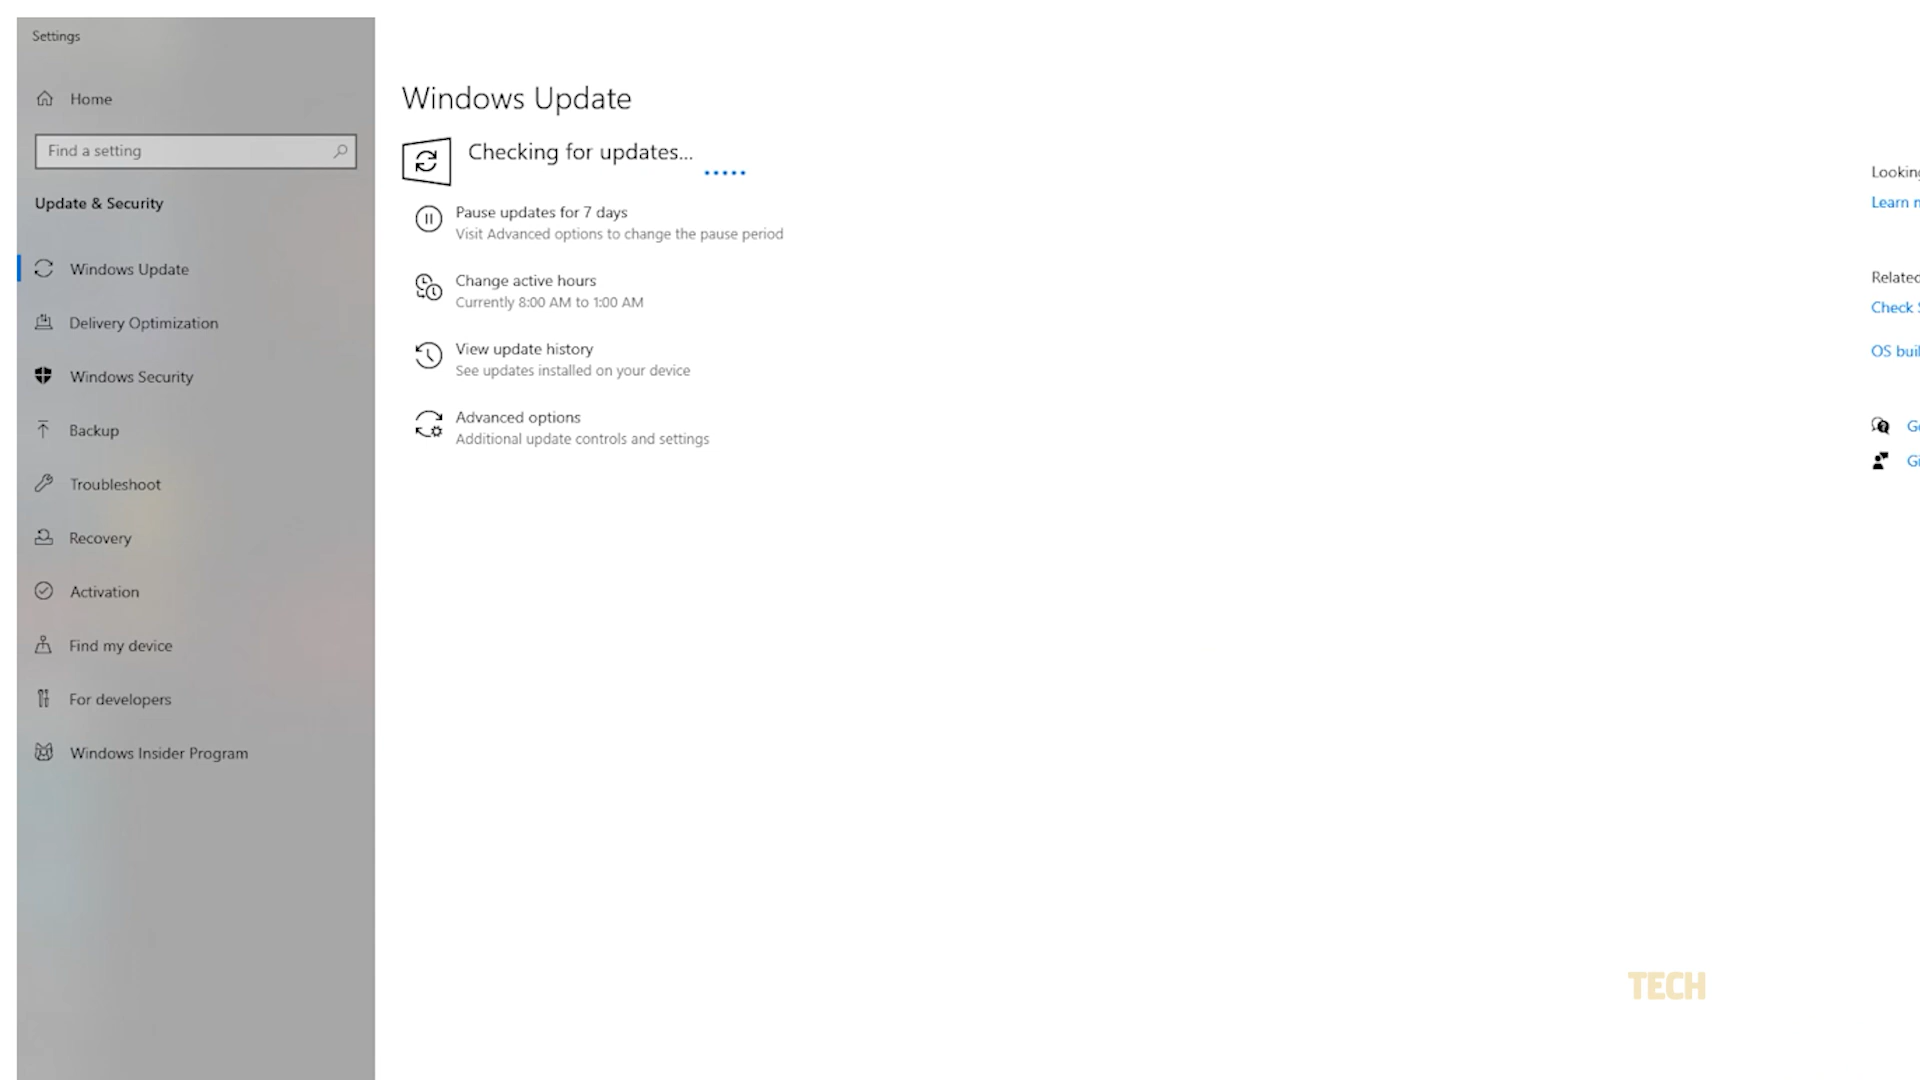 Settings
Home
Find a setting
Update & Security
Windows Update
Delivery Optimization
Windows Security
Backup
Troubleshoot
Recovery
Activation
Find my device
For developers
Windows Insider Program
Windows Update
Checking for updates...
Pause updates for 7 days
Visit Advanced options to change the pause period
Change active hours
Currently 8:00 AM to 1:00 AM
View update history
See updates installed on your device
Advanced options
Additional update controls and settings
Learn
Check
OS
TECH